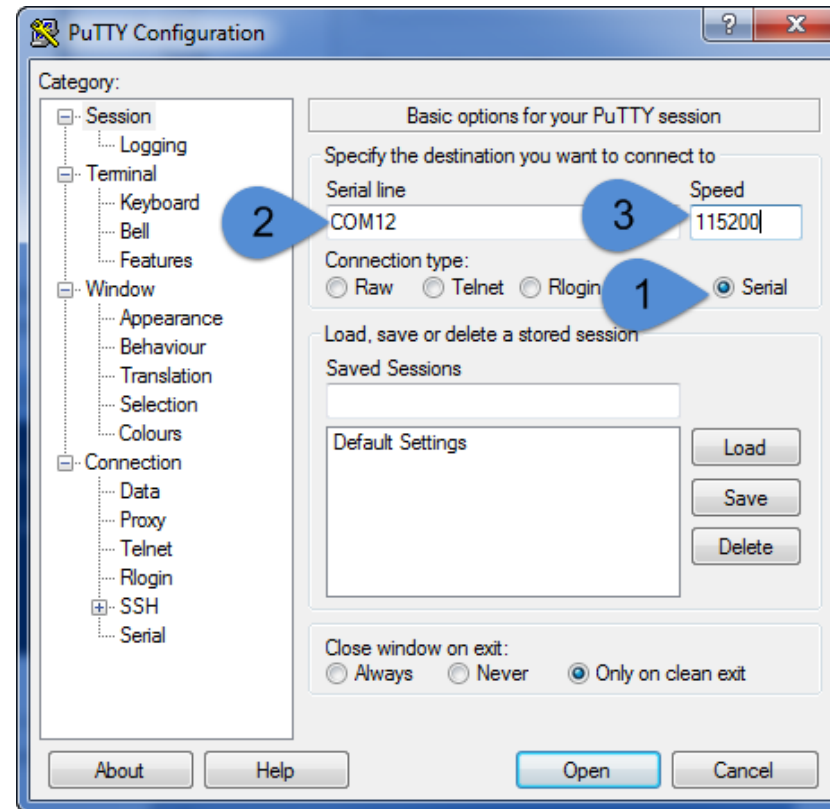 PuTTY Configuration
?
X
Category:
Session
Logging
Terminal
Keyboard
Bell
Features
Window
Appearance
Behaviour
Translation
Selection
Colours
Connection
Data
Proxy
Telnet
Rlogin
SSH
Serial
Basic options for your PuTTY session
Specify the destination you want to connect to
Serial line
Speed
2
COM12
3
115200
Connection type:
Raw
Telnet
Rlogin
1
Serial
Load, save or delete a stored session
Saved Sessions
Default Settings
Load
Save
Delete
Close window on exit:
Always
Never
Only on clean exit
About
Help
Open
Cancel